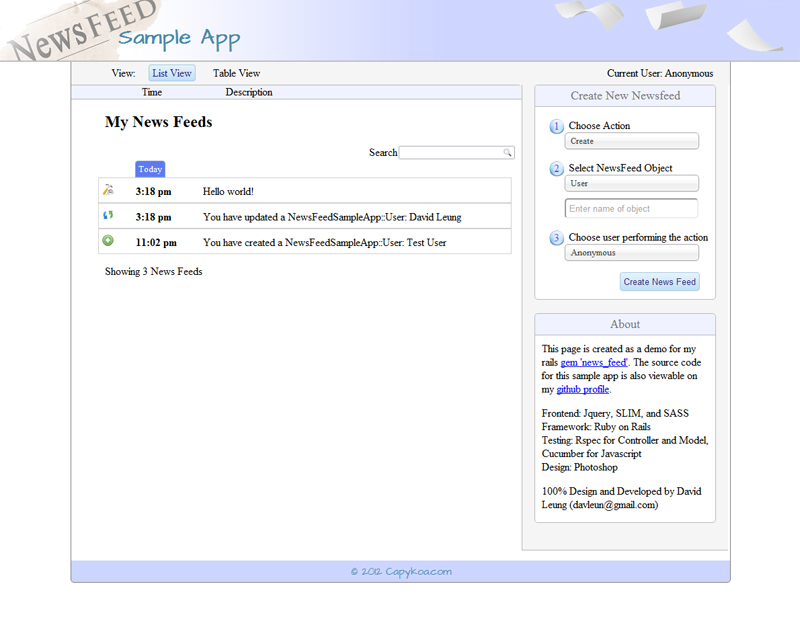 NEWSFEED
Sample App
View: List View Table View
Current User: Anonymous
Time Description
My News Feeds
Search
Today
3:18 pm Hello world!
3:18 pm You have updated a NewsFeedSampleApp::User: David Leung
11:02 pm You have created a NewsFeedSampleApp::User: Test User
Showing 3 News Feeds
Create New Newsfeed
1 Choose Action
Create
2 Select NewsFeed Object
User
Enter name of object
3 Choose user performing the action
Anonymous
Create News Feed
About
This page is created as a demo for my
rails gem 'news_feed'. The source code
for this sample app is also viewable on
my github profile.
Frontend: Jquery, SLIM, and SASS
Framework: Ruby on Rails
Testing: Rspec for Controller and Model,
Cucumber for Javascript
Design: Photoshop
100% Design and Developed by David
Leung (davleun@gmail.com)
© 2012 CapyKoa.com